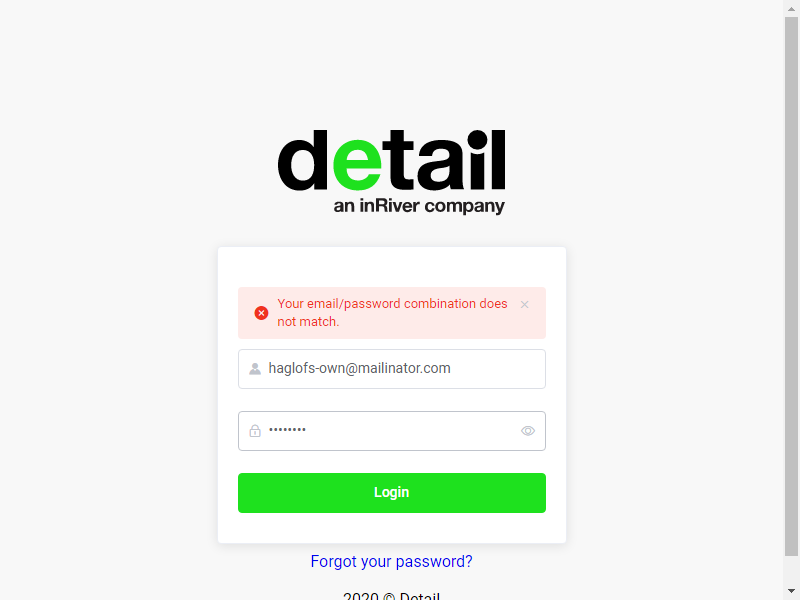 detail
an inRiver company
Your email/password combination does
not match.
haglofs-own@mailinator.com
••••••••
Login
Forgot your password?
2020 © Detail